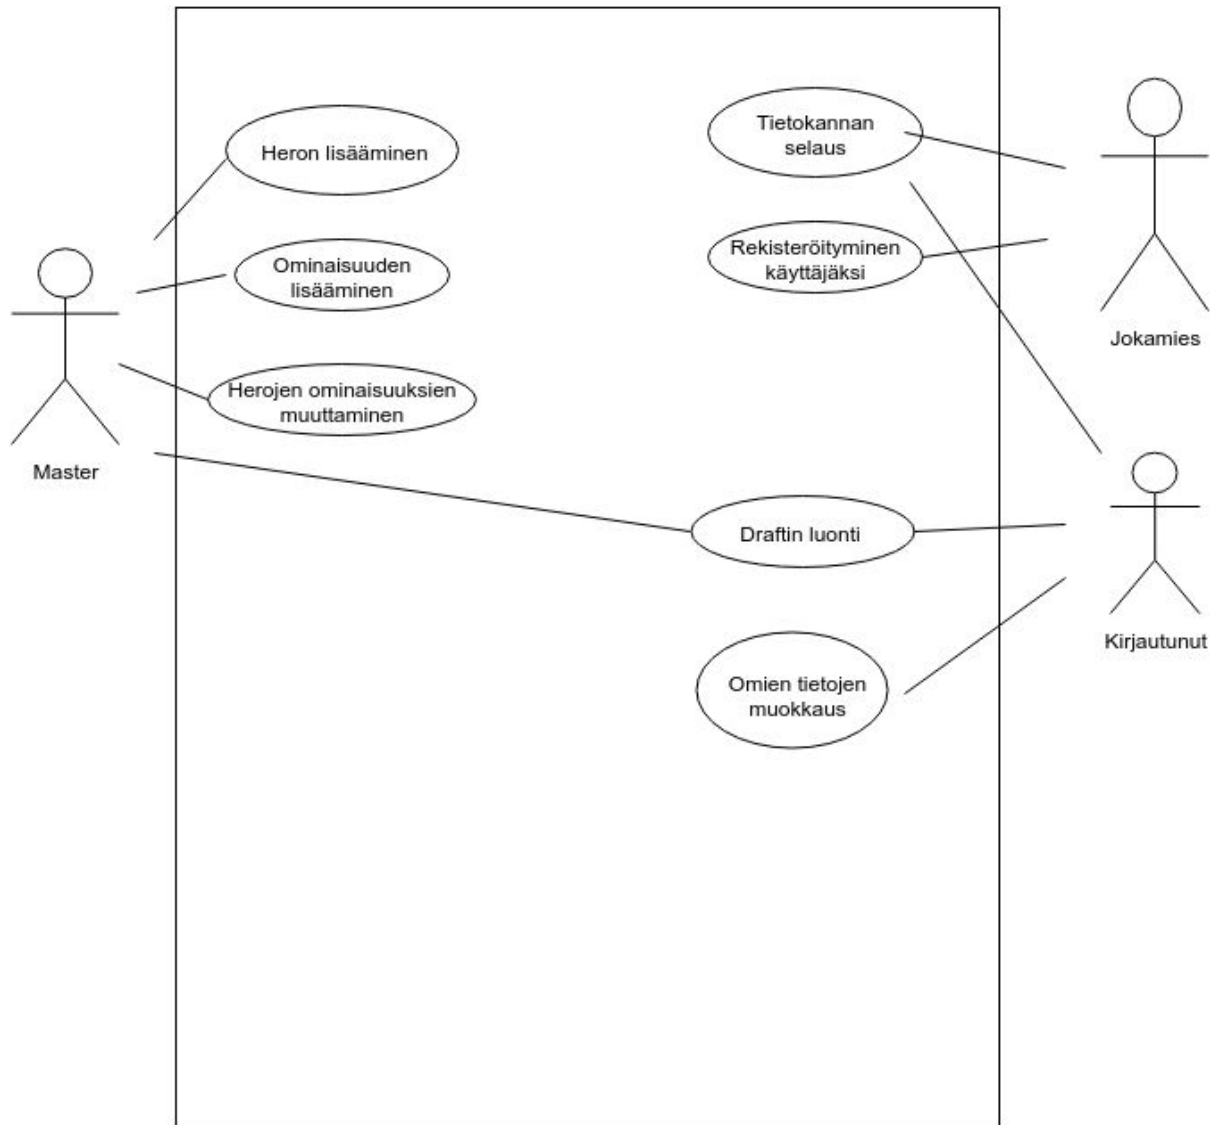 Heron lisääminen
Ominaisuuden
lisääminen
Herojen ominaisuuksien
muuttaminen
Master
Tietokannan
selaus
Rekisteröityminen
käyttäjäksi
Jokamies
Draftin luonti
Kirjautunut
Omien tietojen
muokkaus